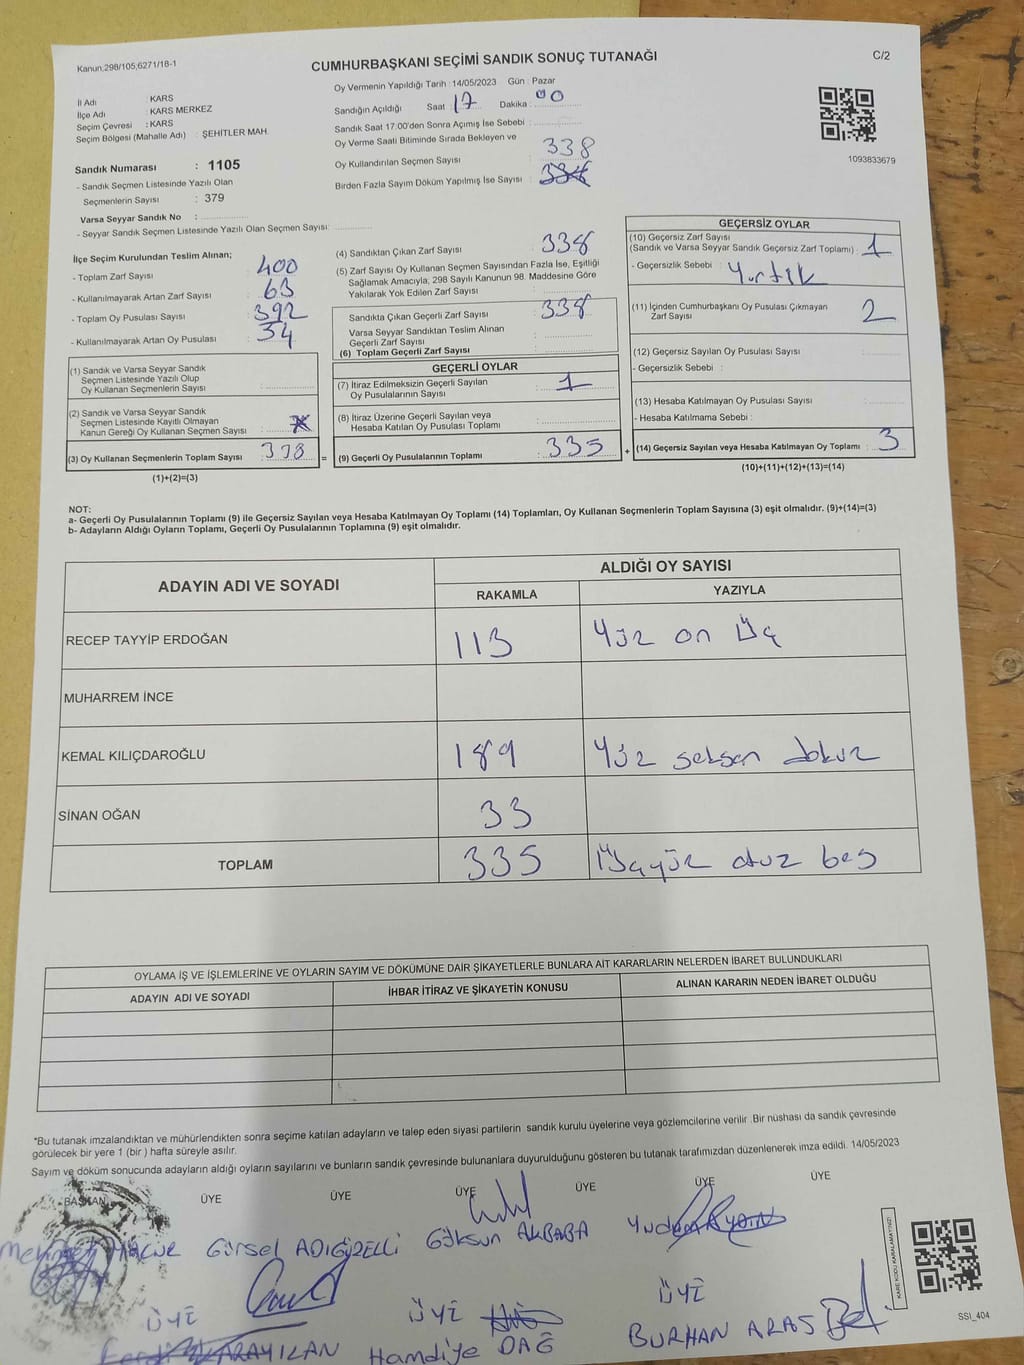 Kanun:298/105;6271/18-1
CUMHURBAŞKANI SEÇİMİ SANDIK SONUÇ TUTANAĞI
C/2
İl Adı : KARS
İlçe Adı : KARS MERKEZ
Seçim Çevresi : KARS
Seçim Bölgesi (Mahalle Adı) : ŞEHİTLER MAH.
Sandık Numarası : 1105
- Sandık Seçmen Listesinde Yazılı Olan
Seçmenlerin Sayısı : 379
Varsa Seyyar Sandık No :
- Seyyar Sandık Seçmen Listesinde Yazılı Olan Seçmen Sayısı:
Oy Vermenin Yapıldığı Tarih : 14/05/2023 Gün : Pazar
Sandığın Açıldığı Saat 17 Dakika : 00
Sandık Saat 17:00'den Sonra Açımış İse Sebebi :
Oy Verme Saati Bitiminde Sırada Bekleyen ve
Oy Kullandırılan Seçmen Sayısı : 338
Birden Fazla Sayım Döküm Yapılmış İse Sayısı :
1093833679
İlçe Seçim Kurulundan Teslim Alınan;
- Toplam Zarf Sayısı : 400
- Kullanılmayarak Artan Zarf Sayısı : 63
- Toplam Oy Pusulası Sayısı : 392
- Kullanılmayarak Artan Oy Pusulası : 54
(1) Sandık ve Varsa Seyyar Sandık
Seçmen Listesinde Yazılı Olup
Oy Kullanan Seçmenlerin Sayısı :
(2) Sandık ve Varsa Seyyar Sandık
Seçmen Listesinde Kayıtlı Olmayan
Kanun Gereği Oy Kullanan Seçmen Sayısı :
(3) Oy Kullanan Seçmenlerin Toplam Sayısı : 338 =
(1)+(2)=(3)
(4) Sandıktan Çıkan Zarf Sayısı : 338
(5) Zarf Sayısı Oy Kullanan Seçmen Sayısından Fazla İse, Eşitliği
Sağlamak Amacıyla; 298 Sayılı Kanunun 98. Maddesine Göre
Yakılarak Yok Edilen Zarf Sayısı :
Sandıkta Çıkan Geçerli Zarf Sayısı : 338
Varsa Seyyar Sandıktan Teslim Alınan
Geçerli Zarf Sayısı :
(6) Toplam Geçerli Zarf Sayısı :
GEÇERLİ OYLAR
(7) İtiraz Edilmeksizin Geçerli Sayılan
Oy Pusulalarının Sayısı : 1
(8) İtiraz Üzerine Geçerli Sayılan veya
Hesaba Katılan Oy Pusulası Toplamı :
(9) Geçerli Oy Pusulalarının Toplamı : 335 +
GEÇERSİZ OYLAR
(10) Geçersiz Zarf Sayısı
(Sandık ve Varsa Seyyar Sandık Geçersiz Zarf Toplamı) : 1
- Geçersizlik Sebebi : Yırtık
(11) İçinden Cumhurbaşkanı Oy Pusulası Çıkmayan
Zarf Sayısı : 2
(12) Geçersiz Sayılan Oy Pusulası Sayısı :
- Geçersizlik Sebebi :
(13) Hesaba Katılmayan Oy Pusulası Sayısı :
- Hesaba Katılmama Sebebi :
(14) Geçersiz Sayılan veya Hesaba Katılmayan Oy Toplamı : 3
(10)+(11)+(12)+(13)=(14)
NOT:
a- Geçerli Oy Pusulalarının Toplamı (9) ile Geçersiz Sayılan veya Hesaba Katılmayan Oy Toplamı (14) Toplamları, Oy Kullanan Seçmenlerin Toplam Sayısına (3) eşit olmalıdır. (9)+(14)=(3)
b- Adayların Aldığı Oyların Toplamı, Geçerli Oy Pusulalarının Toplamına (9) eşit olmalıdır.
ADAYIN ADI VE SOYADI
ALDIĞI OY SAYISI
RAKAMLA YAZIYLA
RECEP TAYYİP ERDOĞAN 113 Yüz on üç
MUHARREM İNCE
KEMAL KILIÇDAROĞLU 189 Yüz seksen dokuz
SİNAN OĞAN 33
TOPLAM 335 Üçyüz otuz beş
OYLAMA İŞ VE İŞLEMLERİNE VE OYLARIN SAYIM VE DÖKÜMÜNE DAİR ŞİKAYETLERLE BUNLARA AİT KARARLARIN NELERDEN İBARET BULUNDUKLARI
ADAYIN ADI VE SOYADI İHBAR İTİRAZ VE ŞİKAYETİN KONUSU ALINAN KARARIN NEDEN İBARET OLDUĞU
*Bu tutanak imzalandıktan ve mühürlendikten sonra seçime katılan adayların ve talep eden siyasi partilerin sandık kurulu üyelerine veya gözlemcilerine verilir. Bir nüshası da sandık çevresinde
görülecek bir yere 1 (bir) hafta süreyle asılır.
Sayım ve döküm sonucunda adayların aldığı oyların sayılarını ve bunların sandık çevresinde bulunanlara duyurulduğunu gösteren bu tutanak tarafımızdan düzenlenerek imza edildi. 14/05/2023
BAŞKAN ÜYE ÜYE ÜYE ÜYE ÜYE ÜYE
Gürsel ADIGÜZELLİ Göksun AKBABA
ÜYE ÜYE ÜYE
KARAYILAN Hamdiye DAĞ BURHAN ARAS
KARE KODU KARALAMAYINIZ!
SSİ_404